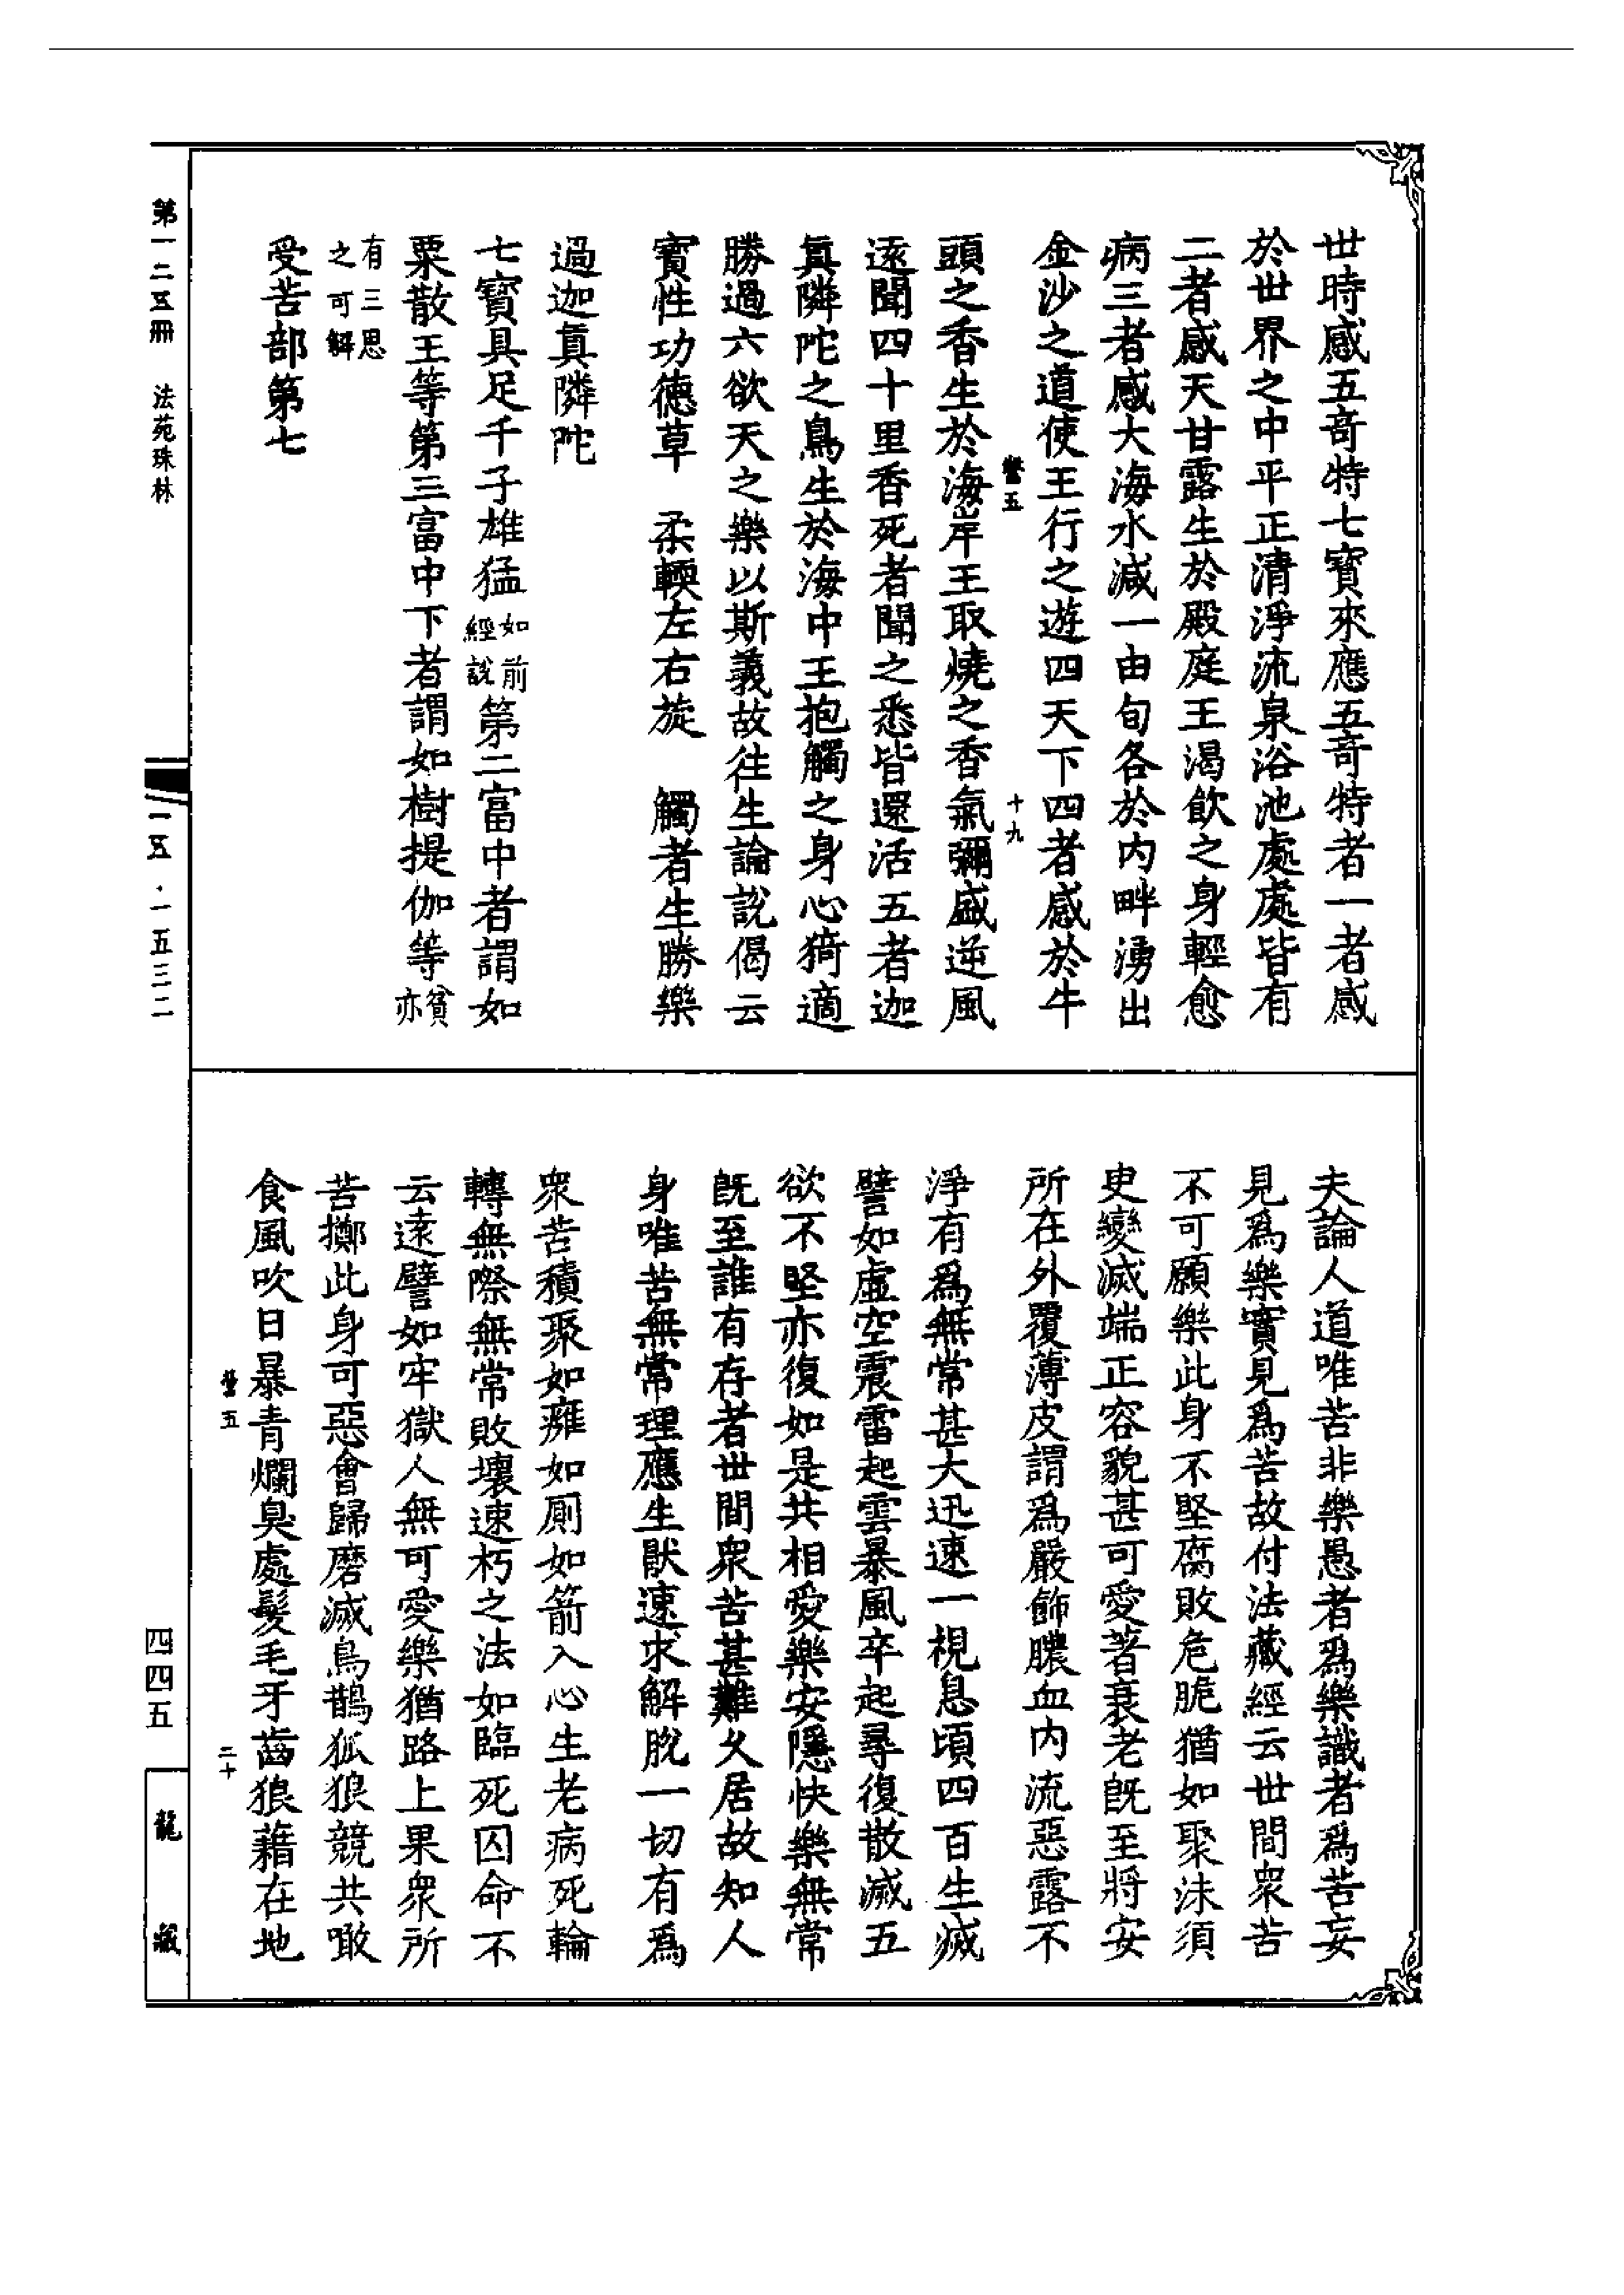 世時感五奇特七寶來應五奇特者一者感
於世界之中平正清淨流泉浴池處處皆有
二者感天甘露生於殿庭王渴飲之身輕愈
病三者感大海水減一由旬各於內畔湧出
金沙之道使王行之遊四天下四者感於牛
營五 十九
頭之香生於海岸王取燒之香氣彌盛逆風
遠聞四十里香死者聞之悉皆還活五者迦
真隣陀之鳥生於海中王抱觸之身心猗適
勝過六欲天之樂以斯義故往生論說偈云
寶性功德草 柔輭左右旋 觸者生勝樂
過迦真隣陀
七寶具足千子雄猛如前經說第二富中者謂如
粟散王等第三富中下者謂如樹提伽等貧亦
有三思之可解
受苦部第七
夫論人道唯苦非樂愚者爲樂識者爲苦妄
見爲樂實見爲苦故付法藏經云世間衆苦
不可願樂此身不堅腐敗危脆猶如聚沫須
臾變滅端正容貌甚可愛著衰老既至將安
所在外覆薄皮謂爲嚴飾膿血內流惡露不
淨有爲無常甚大迅速一視息頃四百生滅
譬如虛空震雷起雲暴風卒起尋復散滅五
欲不堅亦復如是共相愛樂安隱快樂無常
既至誰有存者世間衆苦甚難久居故知人
身唯苦無常理應生猒速求解脫一切有爲
衆苦積聚如癰如厠如箭入心生老病死輪
轉無際無常敗壞速朽之法如臨死囚命不
云遠譬如牢獄人無可愛樂猶路上果衆所
苦擲此身可惡會歸磨滅鳥鵲狐狼競共噉
食風吹日暴青爛臭處髮毛牙齒狼藉在地
營五 二十
第一二五冊 法苑珠林
一五·一五三二
四四五
龍藏